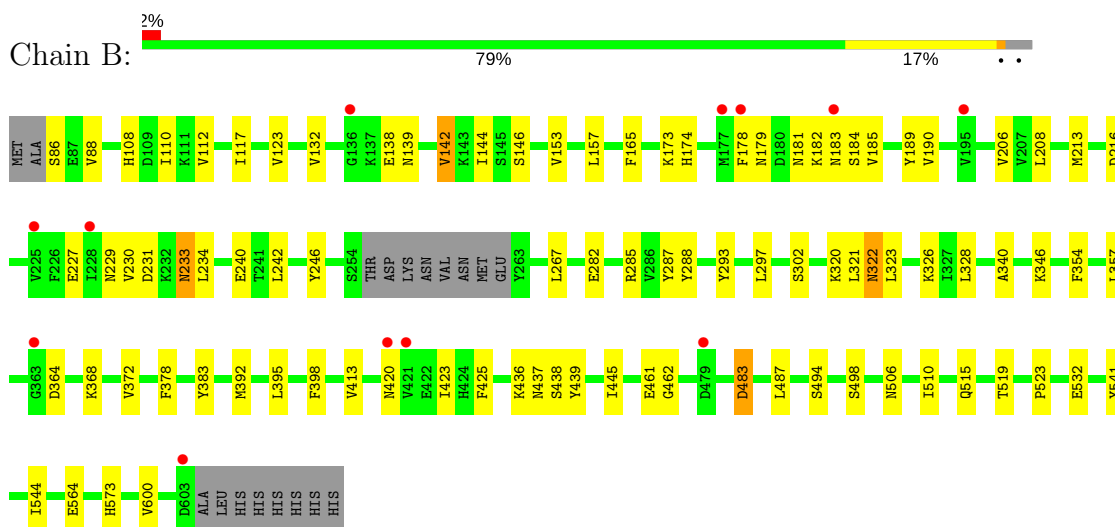 2%
Chain B:
79% 17% • •
MET ALA S86 E87 V88 H108 D109 I110 K111 V112 I117 V123 V132 G136 K137 E138 N139 V142 K143 I144 S145 S146 V153 L157 F165 K173 H174 M177 F178 N179 D180 N181 K182 N183 S184 V185 Y189 V190 V195 V206 V207 L208 M213 D216
V225 F226 E227 I228 N229 V230 D231 K232 N233 L234 E240 T241 L242 Y246 S254 THR ASP LYS ASN VAL ASN MET GLU Y263 L267 E282 R285 V286 Y287 Y288 Y293 L297 S302 K320 L321 N322 L323 K326 I327 L328 A340 K346 F354 L357
G363 D364 K368 V372 F378 Y383 M392 L395 F398 V413 N420 V421 E422 I423 H424 F425 K436 N437 S438 Y439 I445 E461 G462 D479 D483 L487 S494 S498 N506 I510 Q515 T519 P523 E532 Y541
I544 E564 H573 V600 D603 ALA LEU HIS HIS HIS HIS HIS HIS